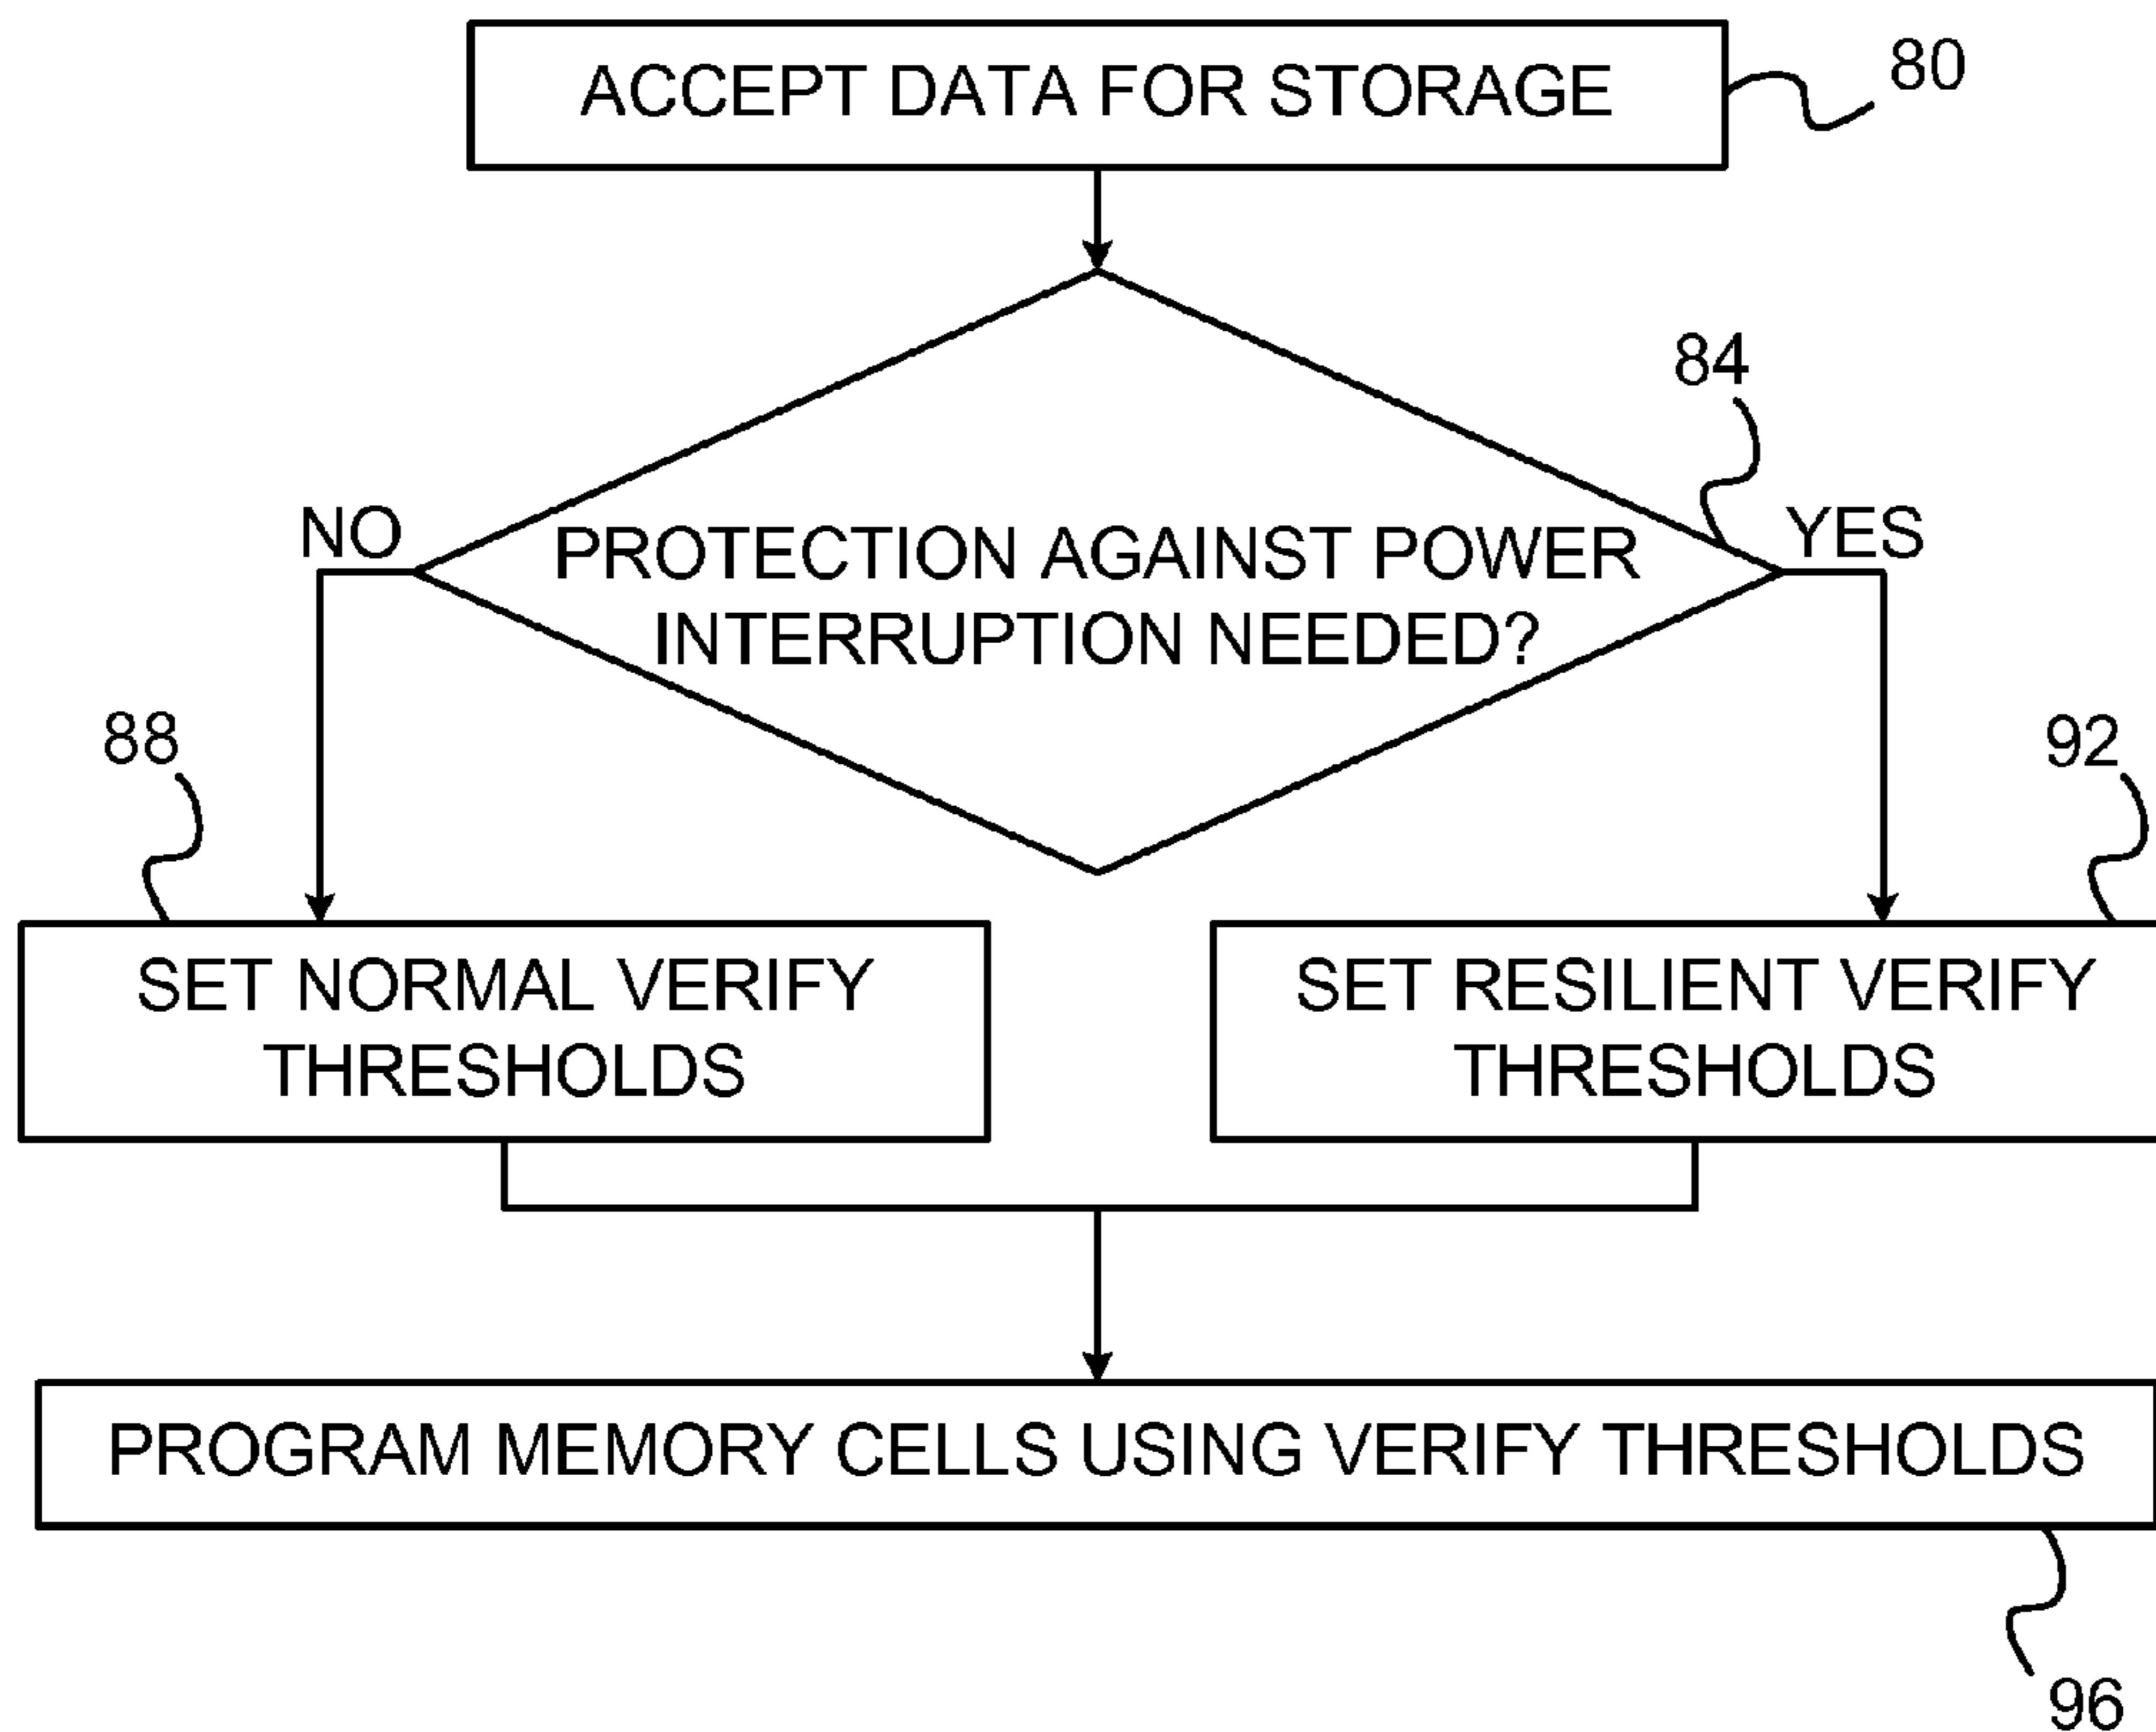 ACCEPT DATA FOR STORAGE
80
84
NO
YES
PROTECTION AGAINST POWER
INTERRUPTION NEEDED?
88
92
SET NORMAL VERIFY
THRESHOLDS
SET RESILIENT VERIFY
THRESHOLDS
PROGRAM MEMORY CELLS USING VERIFY THRESHOLDS
96